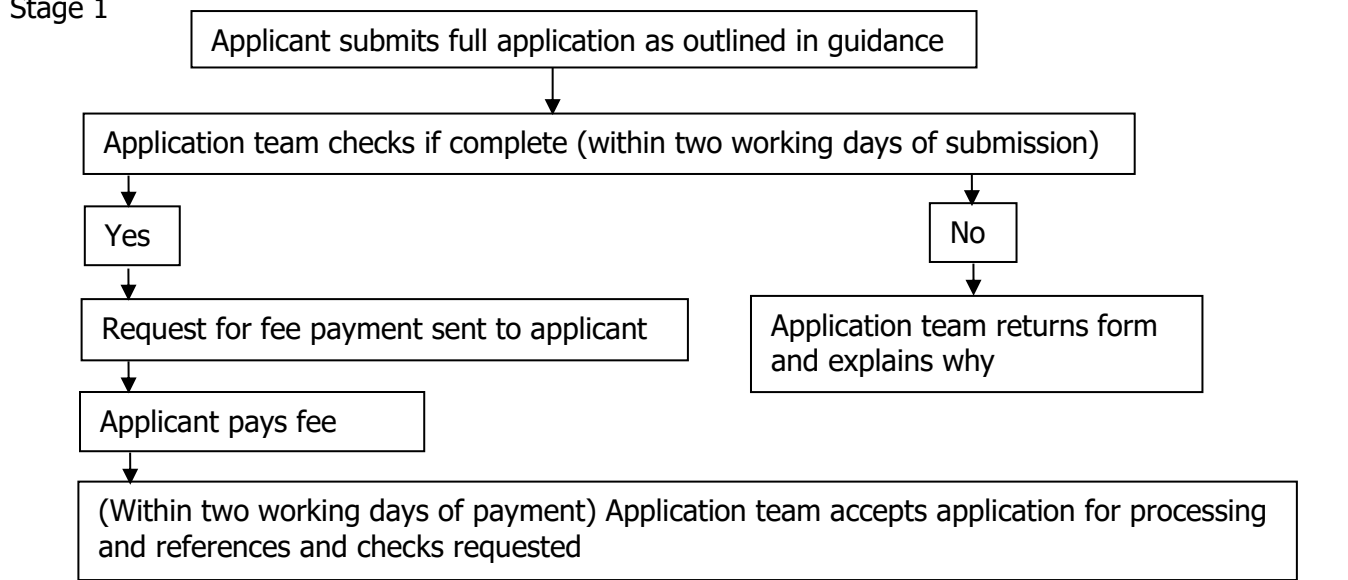 Stage 1
Applicant submits full application as outlined in guidance
Application team checks if complete (within two working days of submission)
Yes
No
Request for fee payment sent to applicant
Application team returns form
and explains why
Applicant pays fee
(Within two working days of payment) Application team accepts application for processing
and references and checks requested